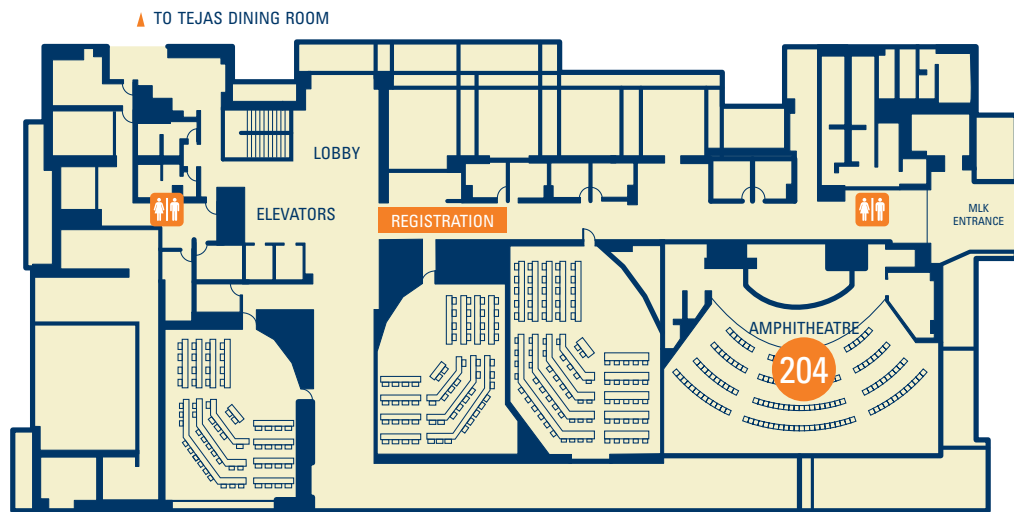 TO TEJAS DINING ROOM
LOBBY
ELEVATORS
REGISTRATION
MLK
ENTRANCE
AMPHITHEATRE
204